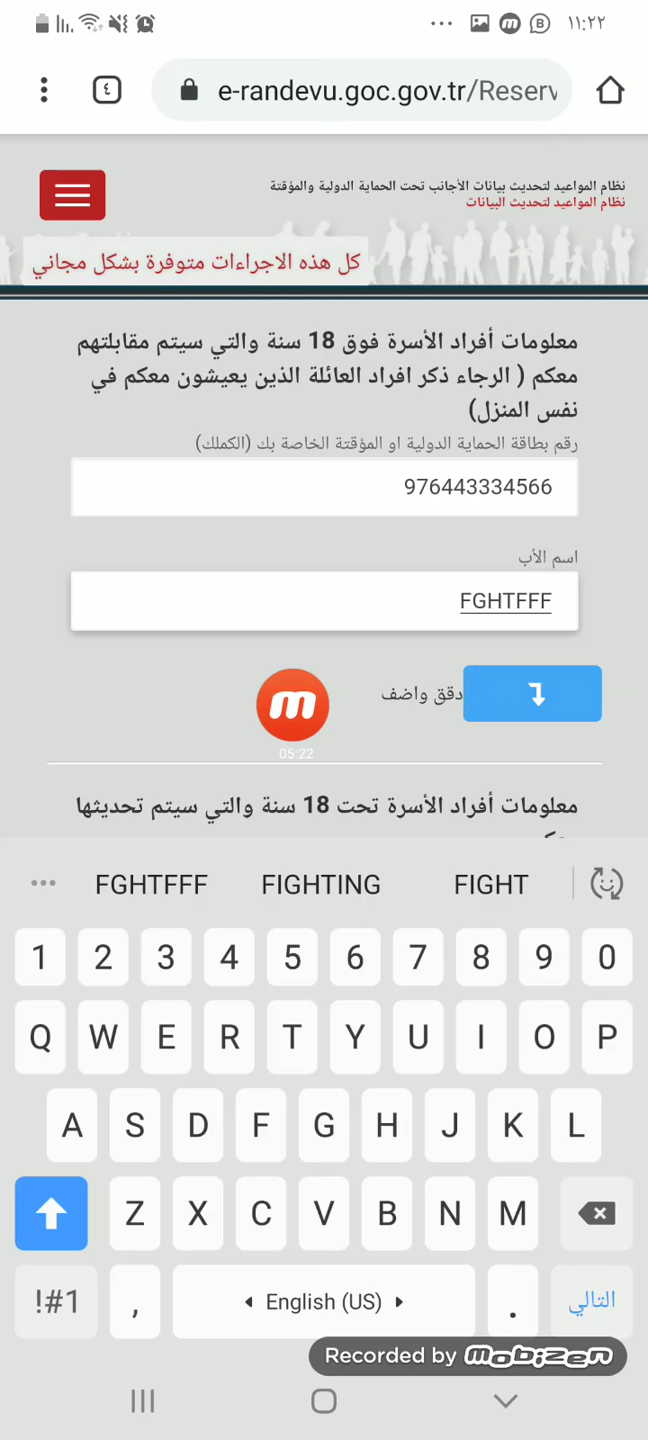 ١١:٢٢
٤
e-randevu.goc.gov.tr/Reserv
نظام المواعيد لتحديث بيانات الأجانب تحت الحماية الدولية والمؤقتة
نظام المواعيد لتحديث البيانات
كل هذه الاجراءات متوفرة بشكل مجاني
معلومات أفراد الأسرة فوق 18 سنة والتي سيتم مقابلتهم
معكم ( الرجاء ذكر افراد العائلة الذين يعيشون معكم في
نفس المنزل)
رقم بطاقة الحماية الدولية او المؤقتة الخاصة بك (الكملك)
976443334566
اسم الأب
FGHTFFF
دقق واضف
m
05:22
معلومات أفراد الأسرة تحت 18 سنة والتي سيتم تحديثها
FGHTFFF FIGHTING FIGHT
1 2 3 4 5 6 7 8 9 0
Q W E R T Y U I O P
A S D F G H J K L
Z X C V B N M
!#1 , English (US) . التالي
Recorded by mobizen